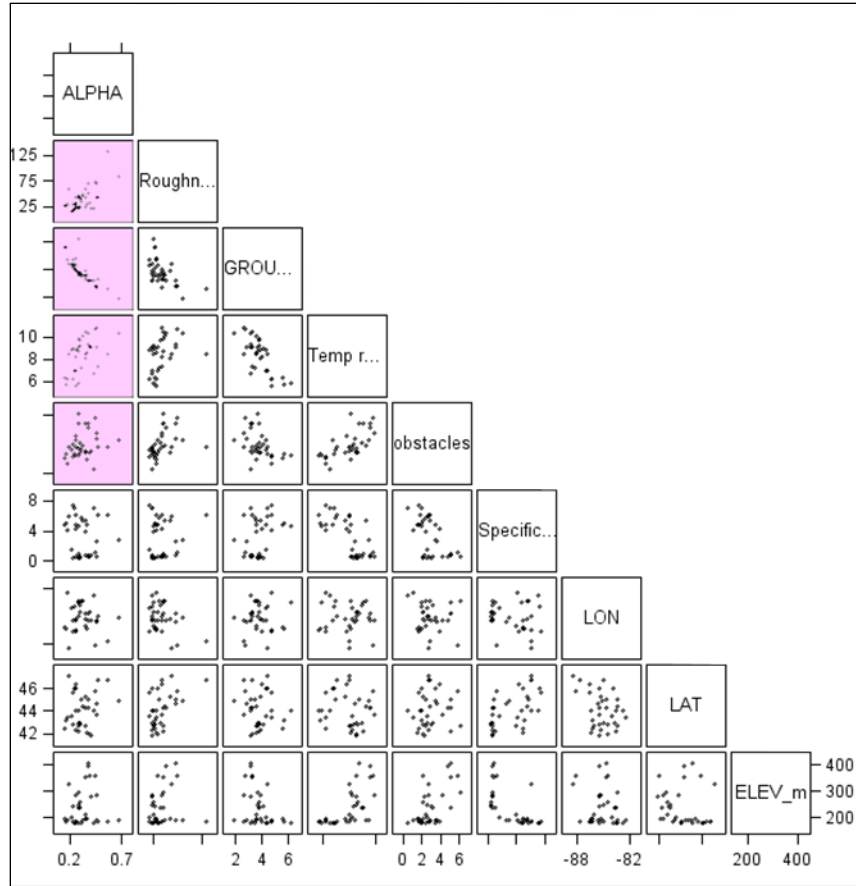 ALPHA
125
75
25
Roughn...
GROU...
10
8
6
Temp r...
obstacles
8
4
0
Specific...
LON
46
44
42
LAT
ELEV_m
400
300
200
0.2 0.7 2 4 6 0 2 4 6 -88 -82 200 400